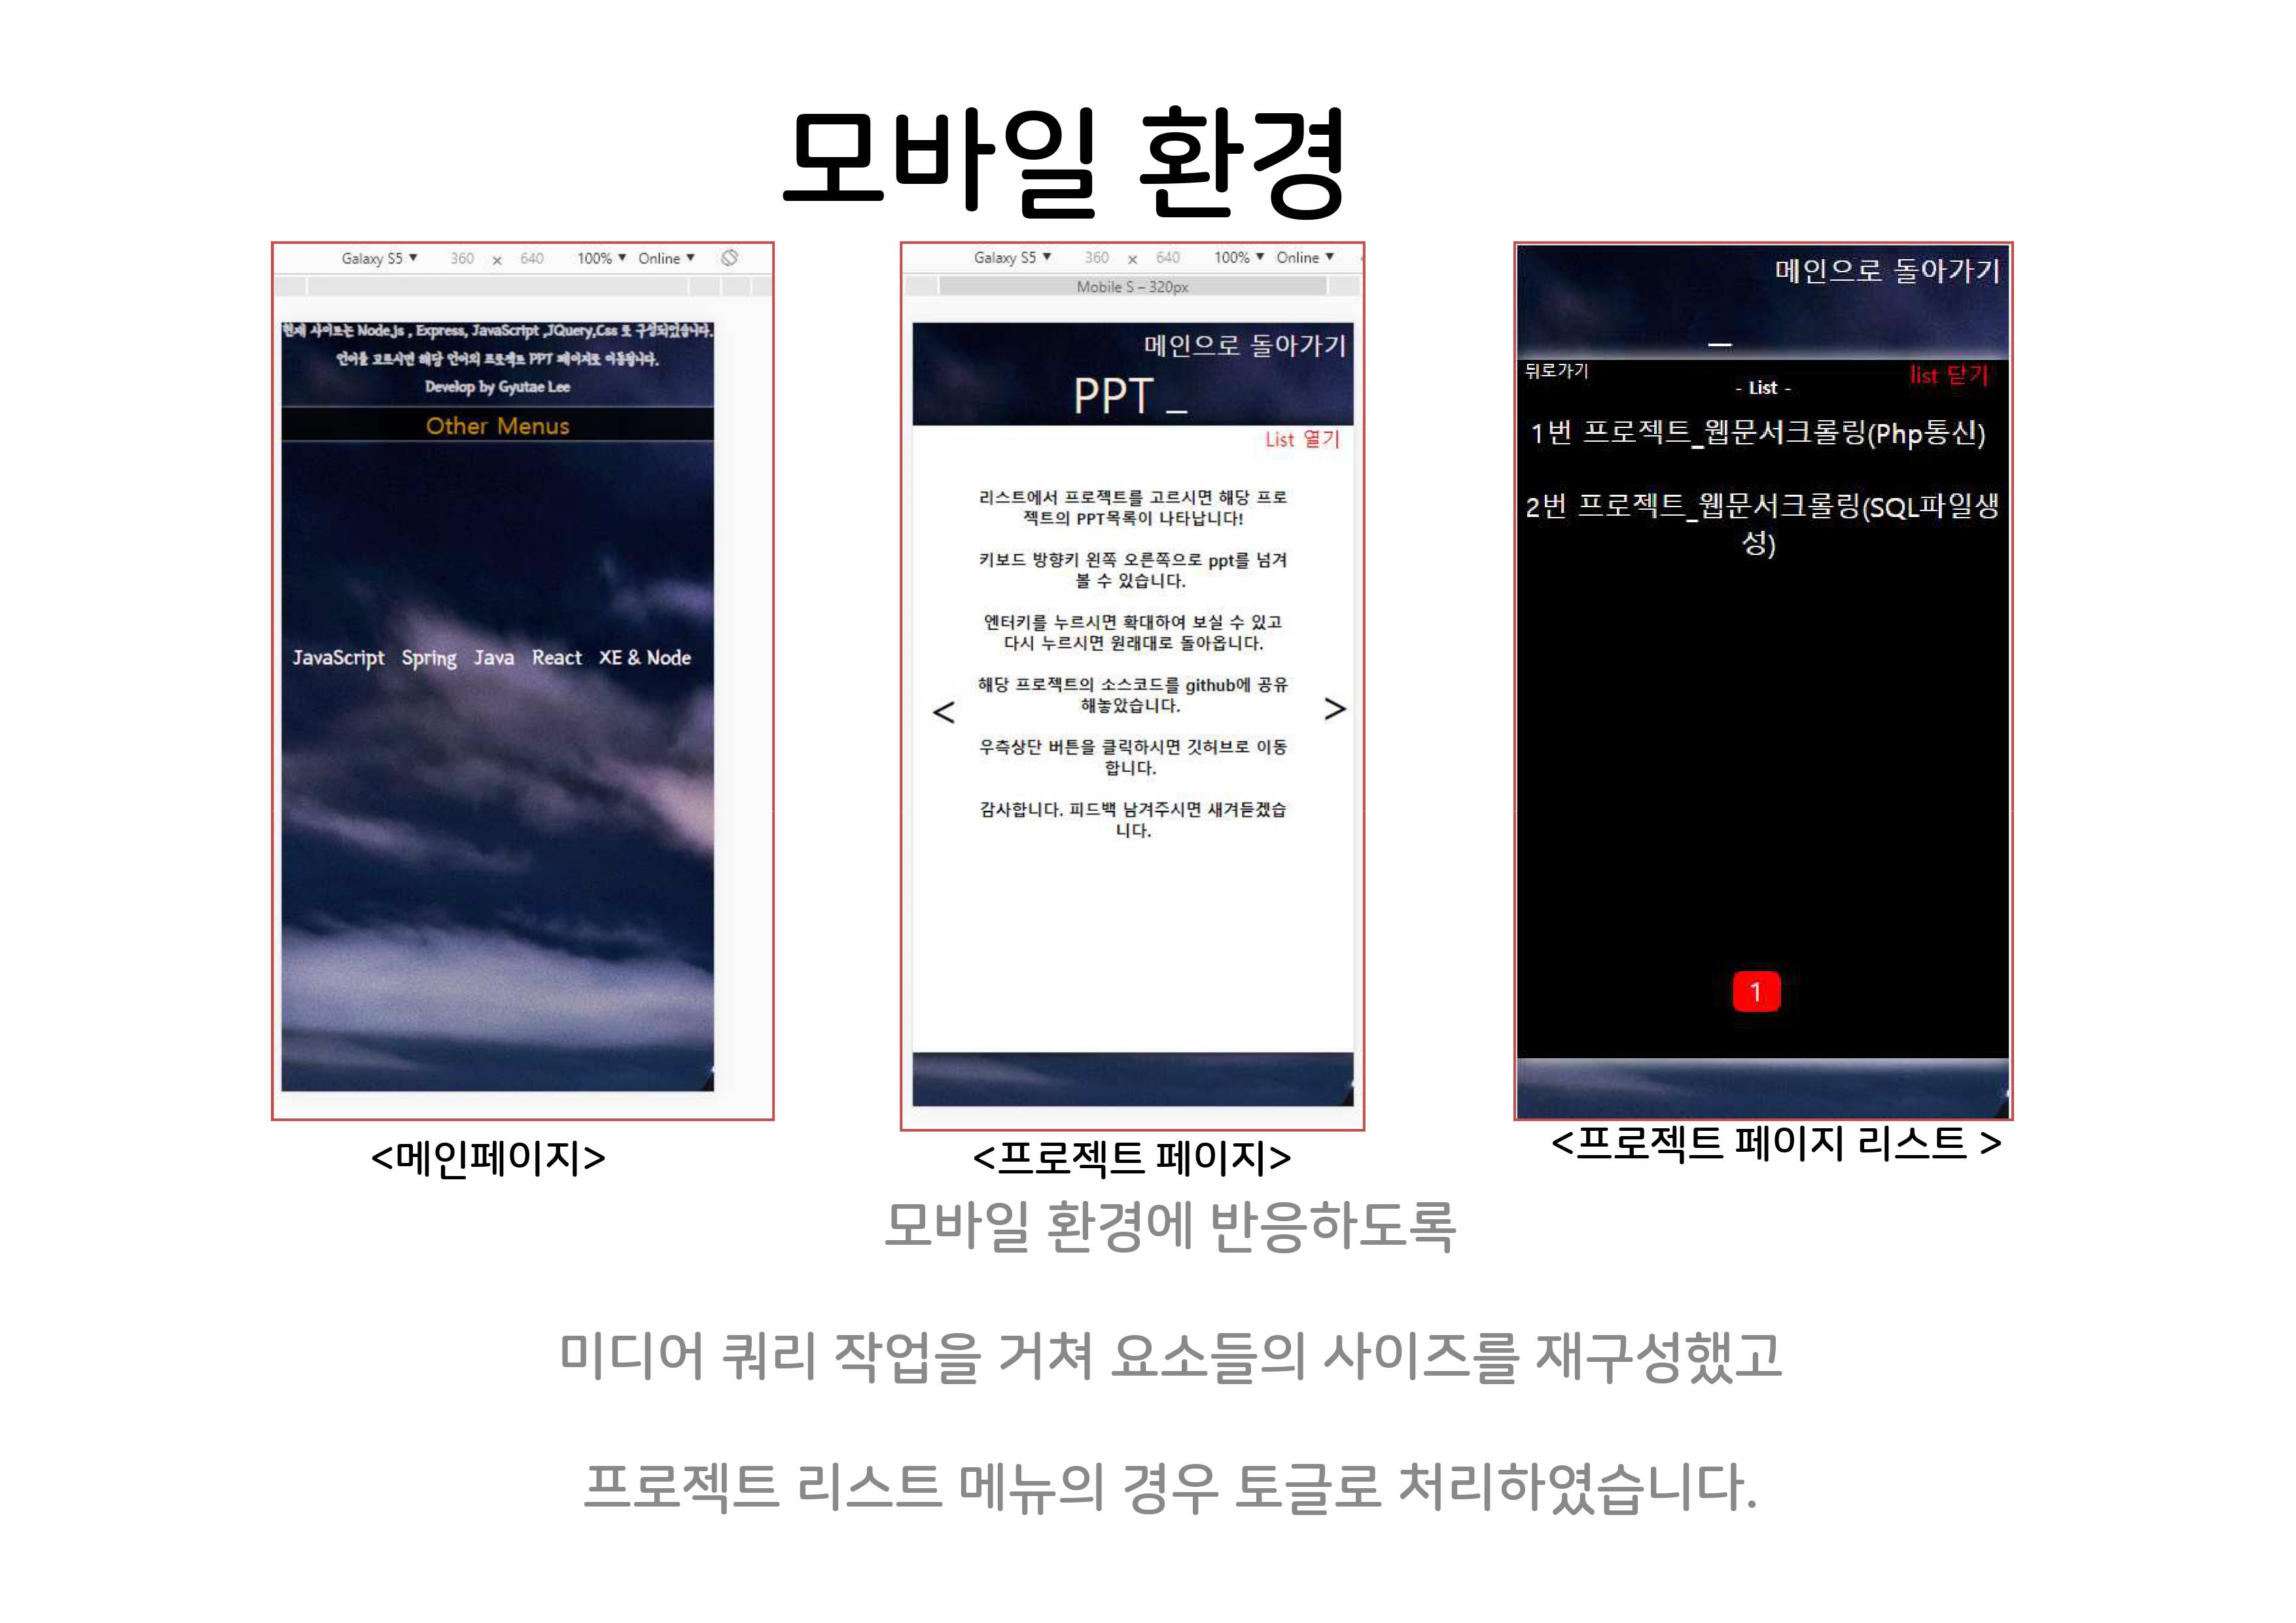 모바일 환경
Galaxy S5 ▼ 360 × 640 100% ▼ Online ▼
현재 사이트는 Node.js , Express, JavaScript ,JQuery,Css 로 구성되었습니다.
언어를 고르시면 해당 언어의 프로젝트 PPT 페이지로 이동됩니다.
Develop by Gyutae Lee
Other Menus
JavaScript Spring Java React XE & Node
<메인페이지>
Galaxy S5 ▼ 360 × 640 100% ▼ Online ▼
Mobile S – 320px
메인으로 돌아가기
PPT _
List 열기
리스트에서 프로젝트를 고르시면 해당 프로
젝트의 PPT목록이 나타납니다!
키보드 방향키 왼쪽 오른쪽으로 ppt를 넘겨
볼 수 있습니다.
엔터키를 누르시면 확대하여 보실 수 있고
다시 누르시면 원래대로 돌아옵니다.
해당 프로젝트의 소스코드를 github에 공유
해놓았습니다.
< >
우측상단 버튼을 클릭하시면 깃허브로 이동
합니다.
감사합니다. 피드백 남겨주시면 새겨듣겠습
니다.
<프로젝트 페이지>
메인으로 돌아가기
_
뒤로가기
list 닫기
- List -
1번 프로젝트_웹문서크롤링(Php통신)
2번 프로젝트_웹문서크롤링(SQL파일생
성)
1
<프로젝트 페이지 리스트 >
모바일 환경에 반응하도록
미디어 쿼리 작업을 거쳐 요소들의 사이즈를 재구성했고
프로젝트 리스트 메뉴의 경우 토글로 처리하였습니다.